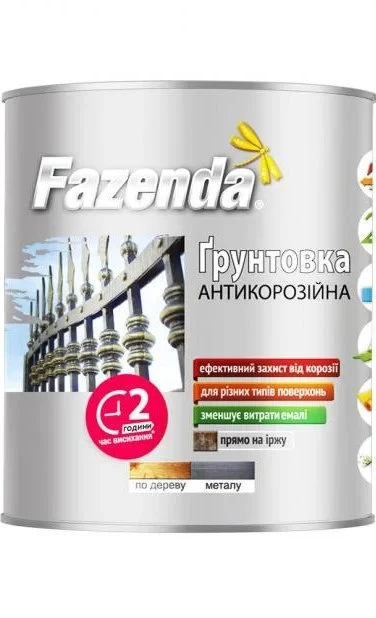 Fazenda®
Ґрунтовка
АНТИКОРОЗІЙНА
ефективний захист від корозії
для різних типів поверхонь
зменшує витрати емалі
прямо на іржу
2
ГОДИНИ
час висихання*
по дереву металу